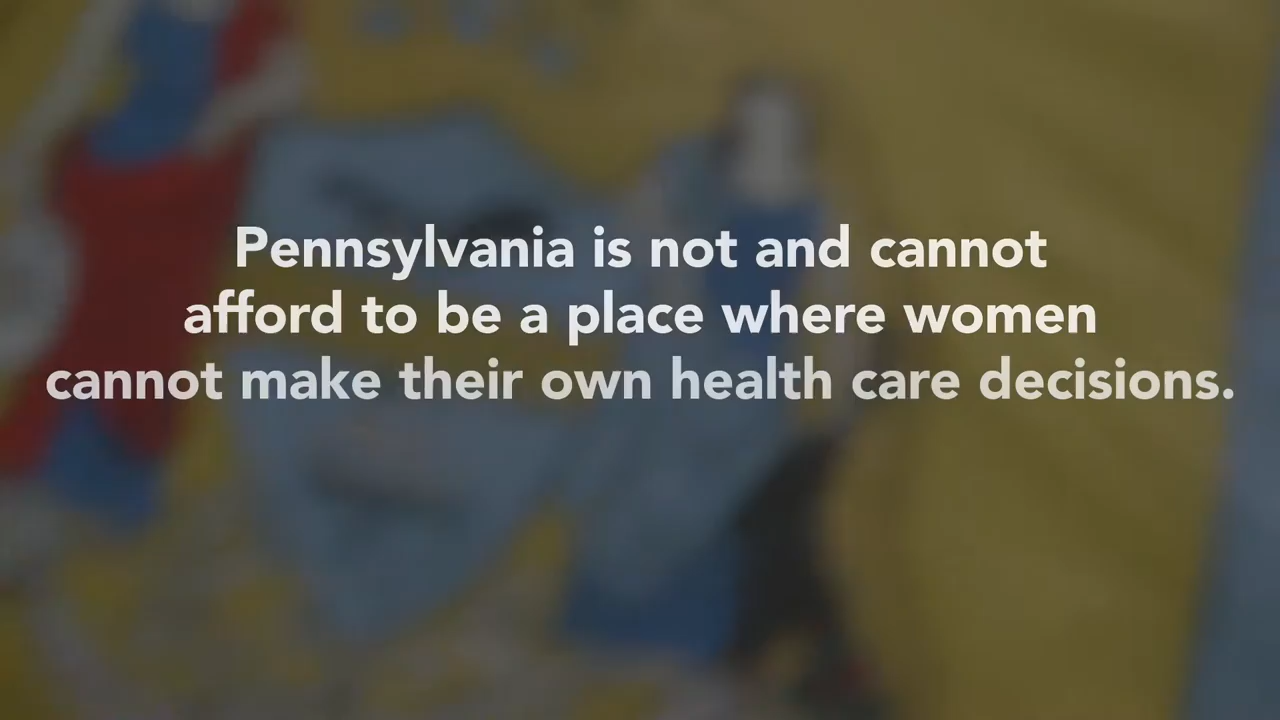 Pennsylvania is not and cannot
afford to be a place where women
cannot make their own health care decisions.